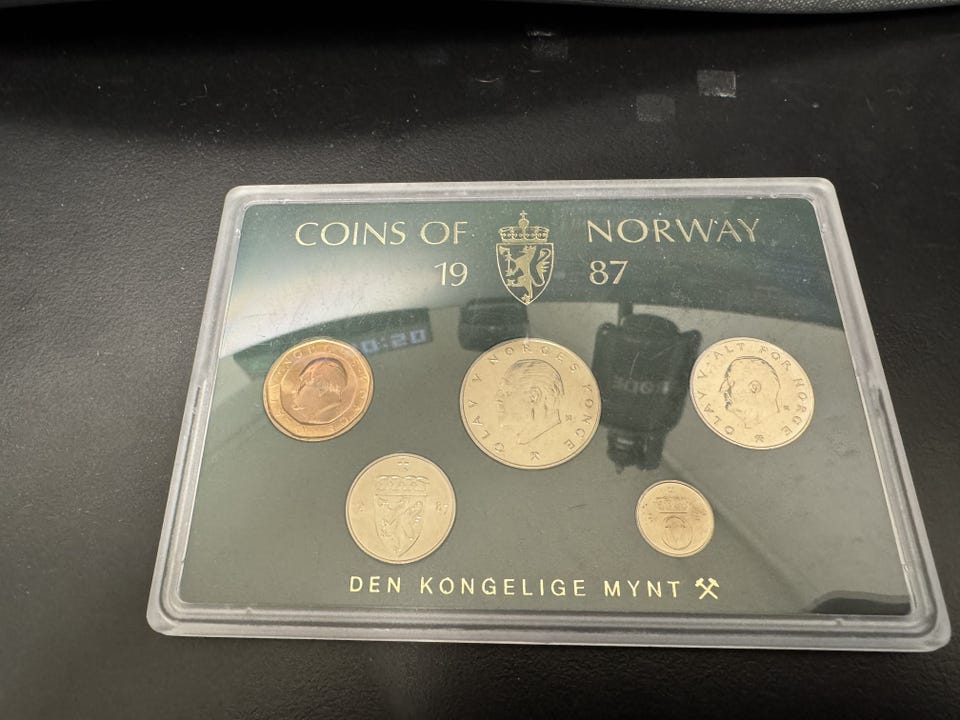 COINS OF NORWAY
19 87
OLAV V NORGES KONGE
OLAV V ALT FOR NORGE
87
DEN KONGELIGE MYNT